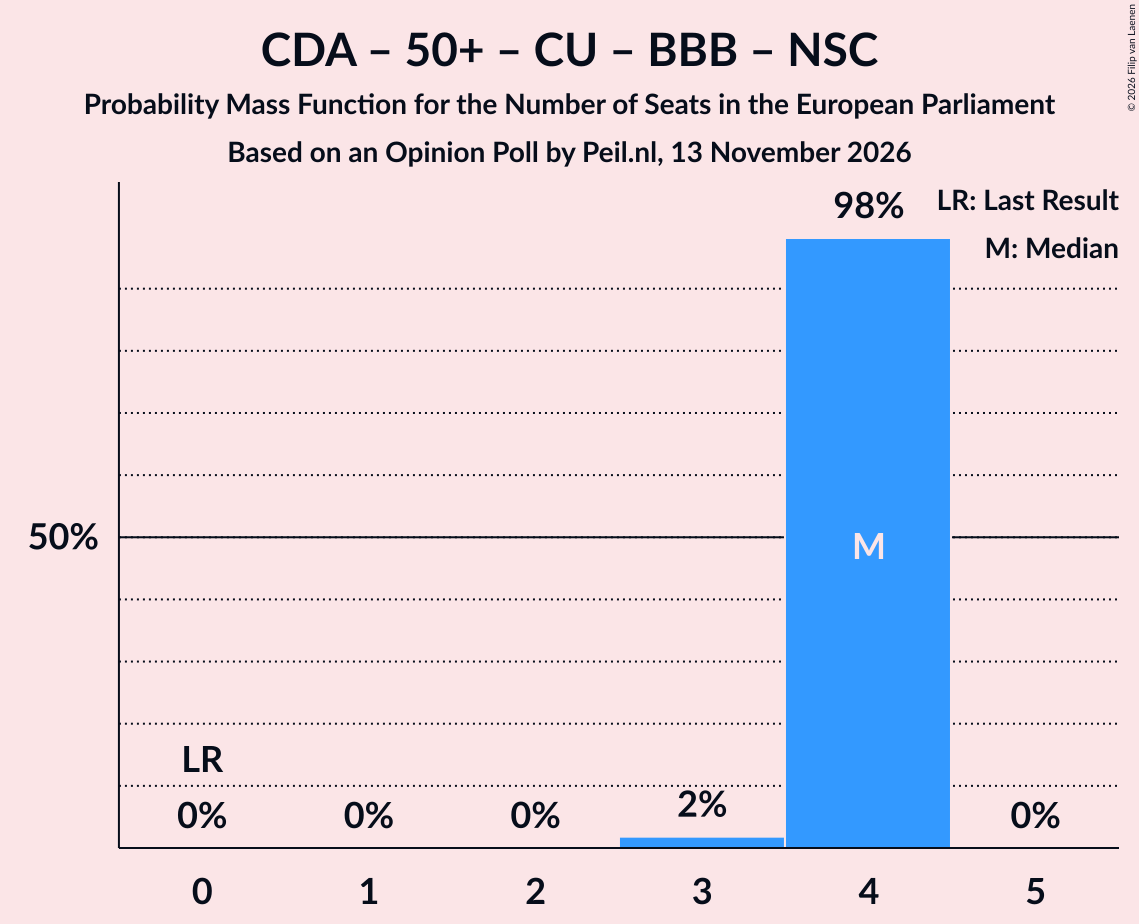 CDA – 50+ – CU – BBB – NSC
Probability Mass Function for the Number of Seats in the European Parliament
Based on an Opinion Poll by Peil.nl, 13 November 2026
© 2026 Filip van Laenen
LR: Last Result
M: Median
98%
50%
M
LR
0% 0% 0% 2% 0%
0 1 2 3 4 5